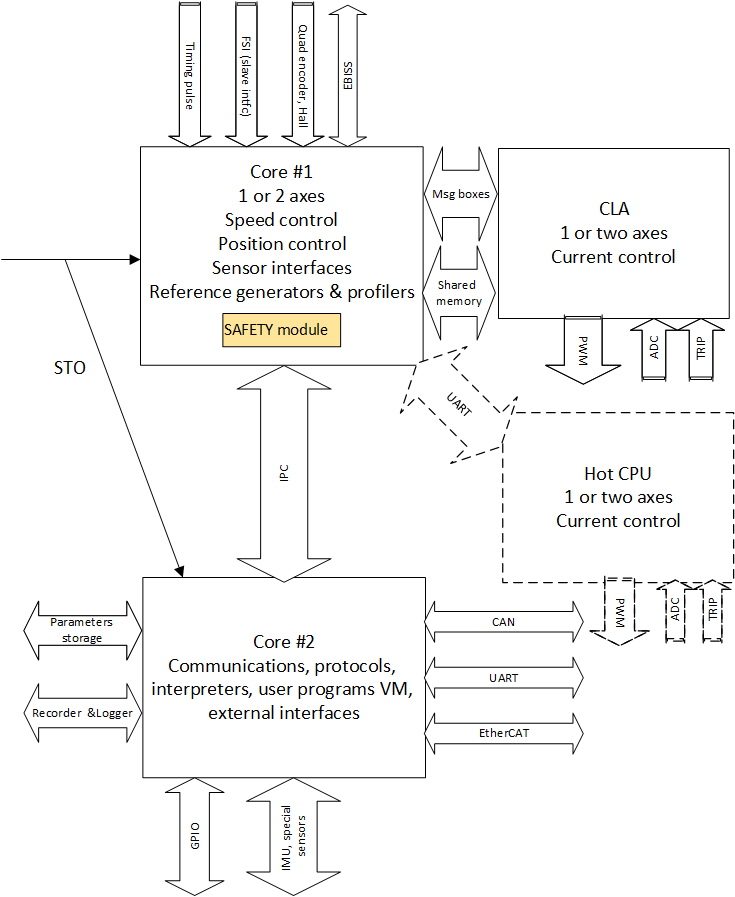 Timing pulse
FSI (slave intfc)
Quad encoder, Hall
EBISS
Core #1
1 or 2 axes
Speed control
Position control
Sensor interfaces
Reference generators & profilers
SAFETY module
Msg boxes
Shared
memory
CLA
1 or two axes
Current control
PWM
ADC
TRIP
STO
UART
IPC
Hot CPU
1 or two axes
Current control
PWM
ADC
TRIP
Parameters
storage
Recorder &Logger
Core #2
Communications, protocols,
interpreters, user programs VM,
external interfaces
CAN
UART
EtherCAT
GPIO
IMU, special
sensors